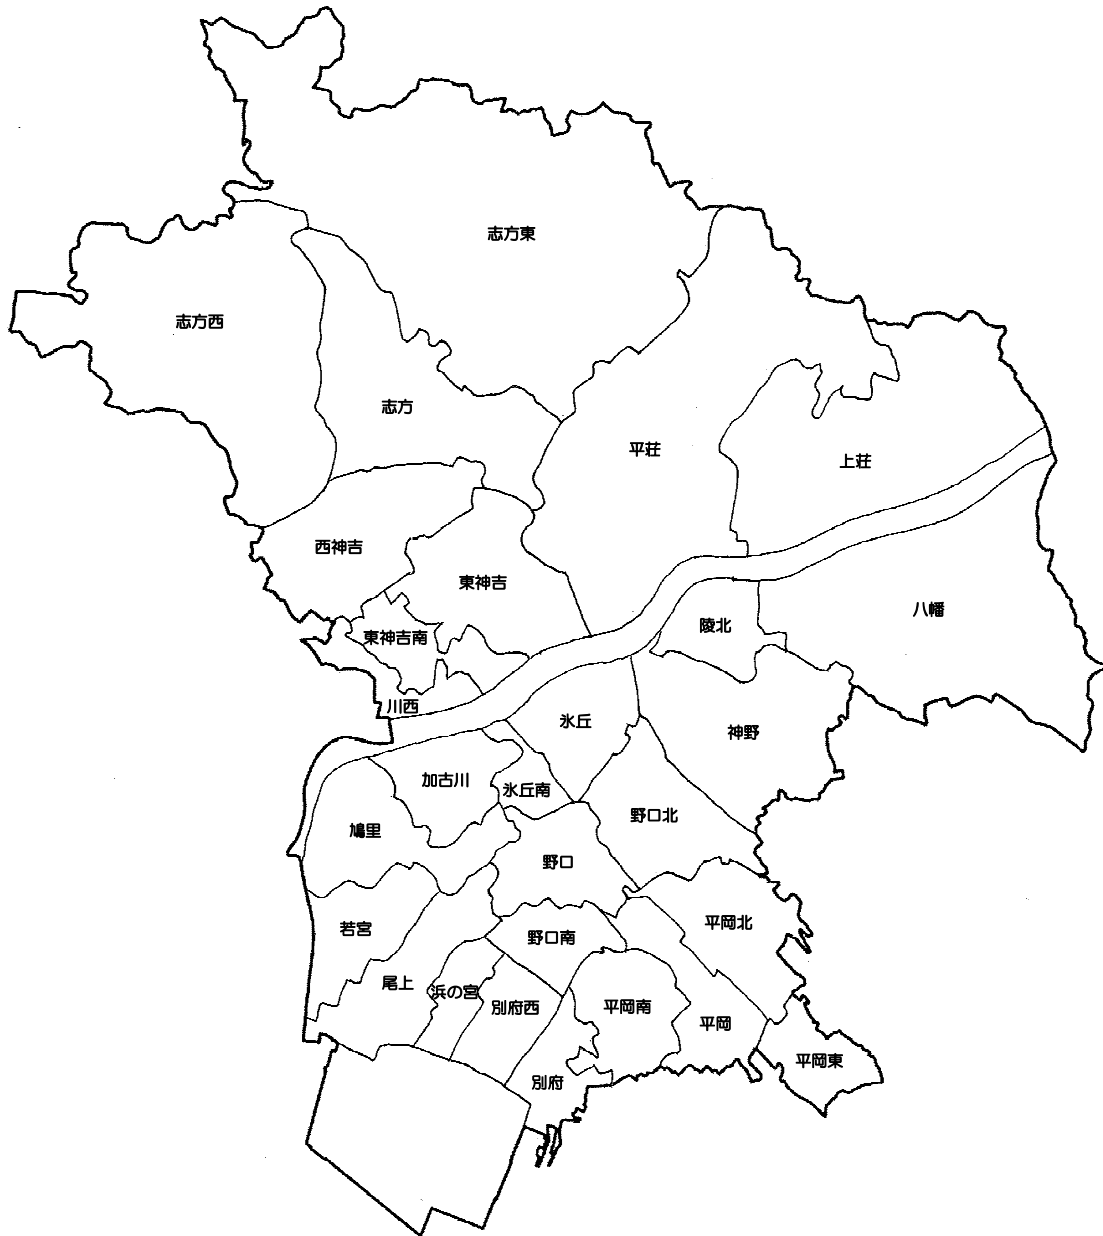 志方東
志方西
志方
平荘
上荘
西神吉
東神吉
八幡
陵北
東神吉南
川西
氷丘
神野
加古川
氷丘南
野口北
鳩里
野口
平岡北
若宮
野口南
尾上
浜の宮
別府西
平岡南
平岡
平岡東
別府